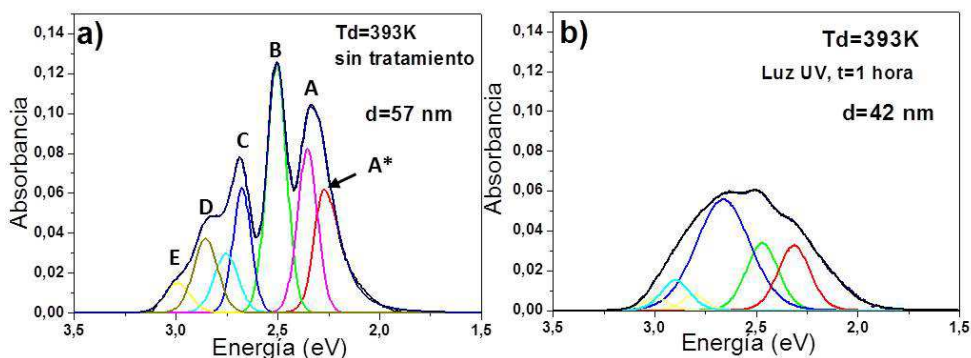 a)
Td=393K
sin tratamiento
d=57 nm
B
A
C
A*
D
E
Absorbancia
0,14
0,12
0,10
0,08
0,06
0,04
0,02
0,00
3,5
3,0
2,5
2,0
1,5
Energía (eV)
b)
Td=393K
Luz UV, t=1 hora
d=42 nm
Absorbancia
0,14
0,12
0,10
0,08
0,06
0,04
0,02
0,00
3,5
3,0
2,5
2,0
1,5
Energía (eV)